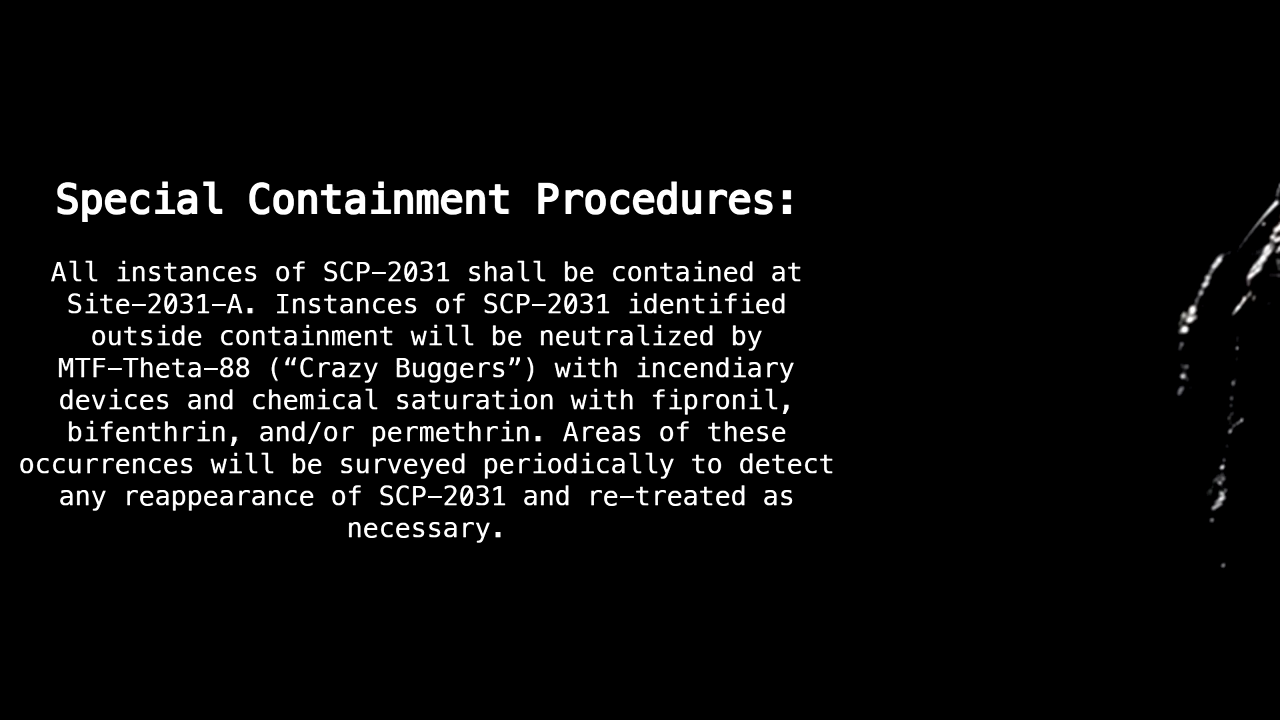 Special Containment Procedures:
All instances of SCP-2031 shall be contained at
Site-2031-A. Instances of SCP-2031 identified
outside containment will be neutralized by
MTF-Theta-88 (“Crazy Buggers”) with incendiary
devices and chemical saturation with fipronil,
bifenthrin, and/or permethrin. Areas of these
occurrences will be surveyed periodically to detect
any reappearance of SCP-2031 and re-treated as
necessary.